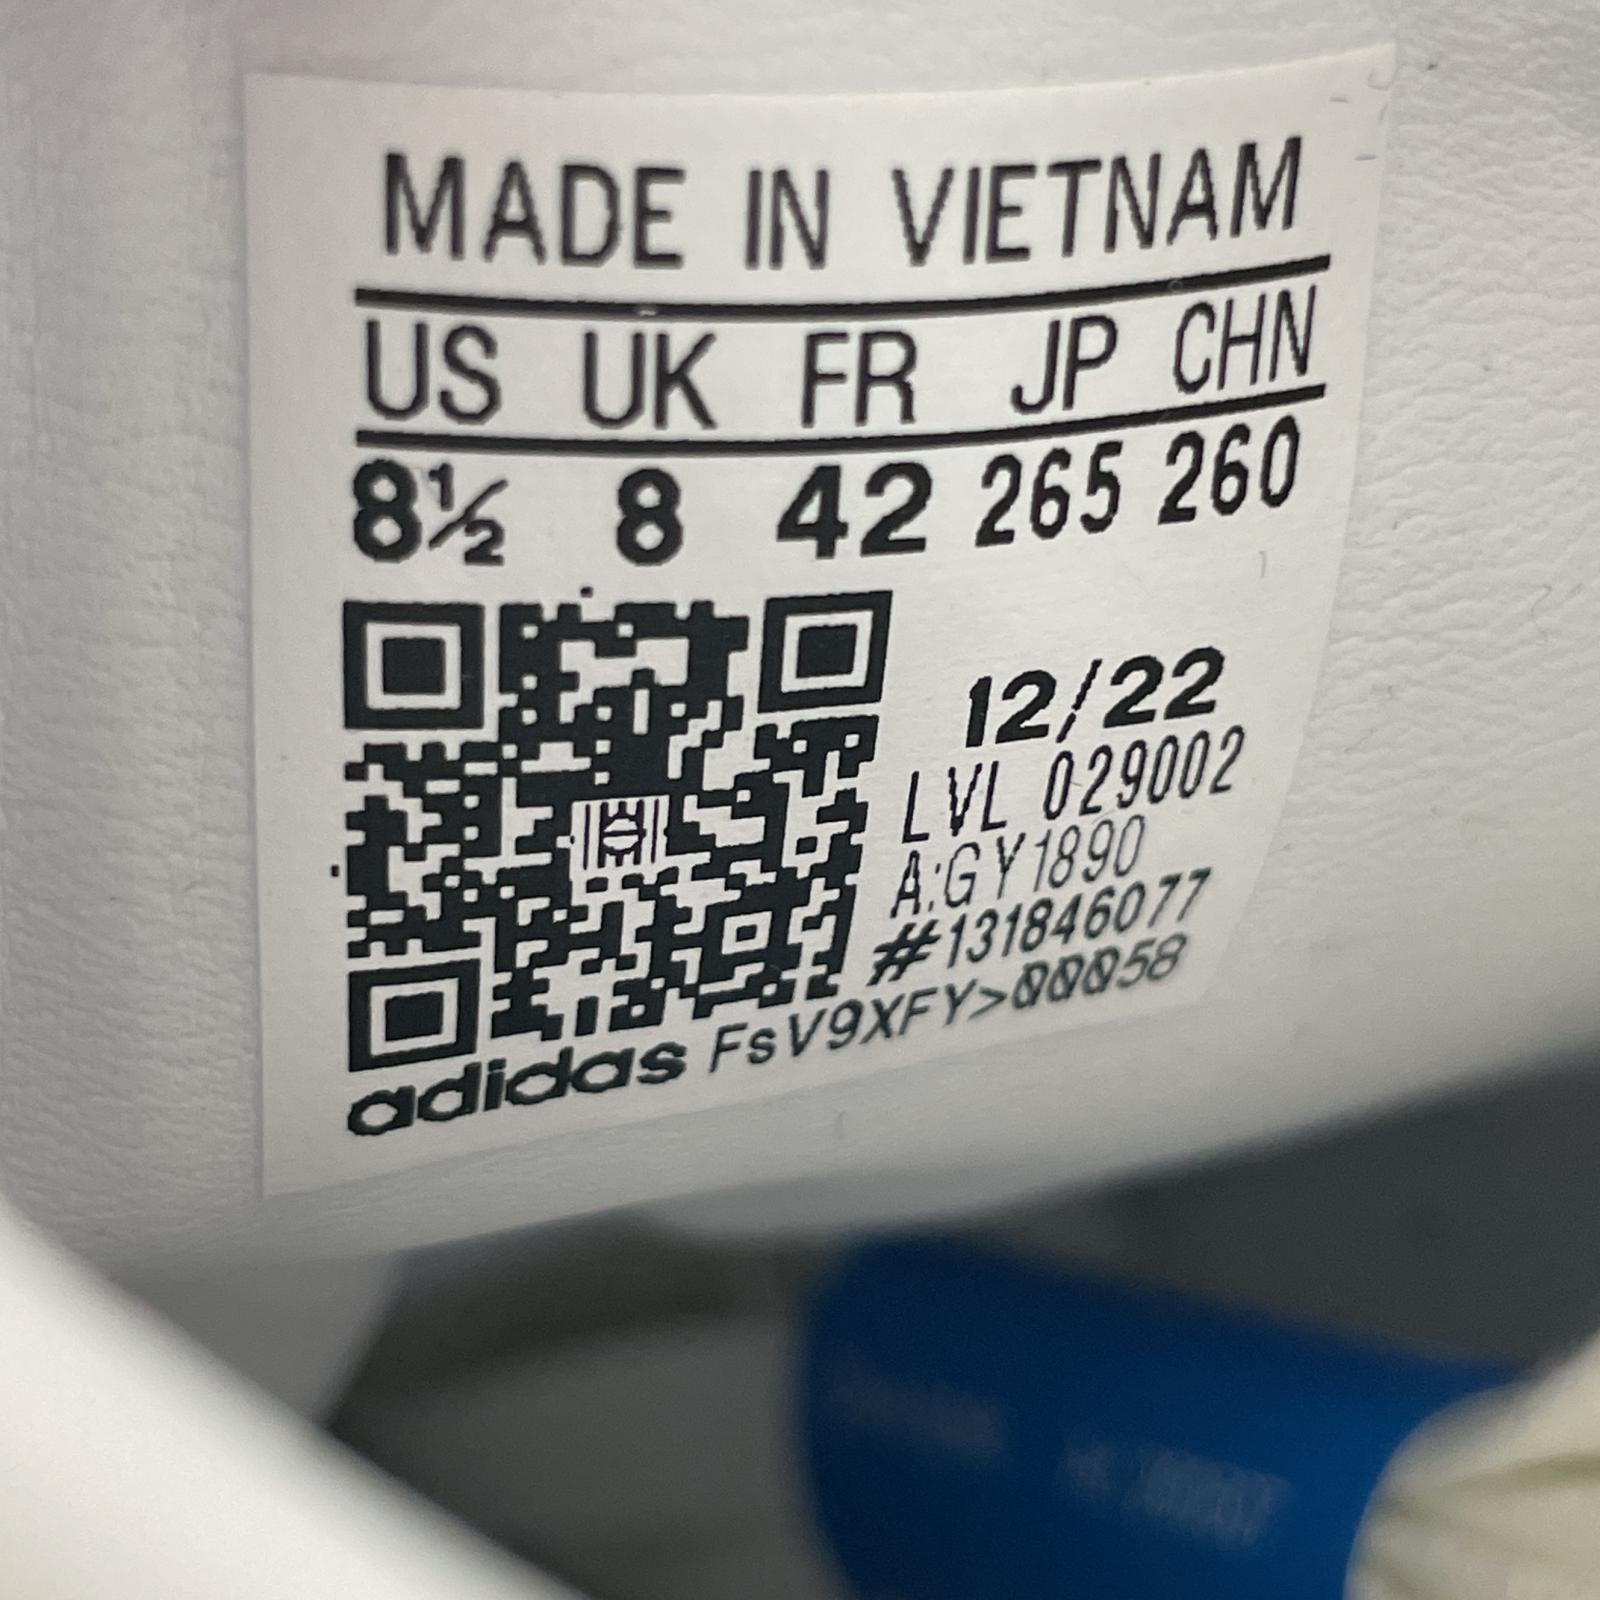 MADE IN VIETNAM
US UK FR JP CHN
8½ 8 42 265 260
12/22
LVL 029002
A:GY1890
#131846077
adidas FsV9XFY>00058